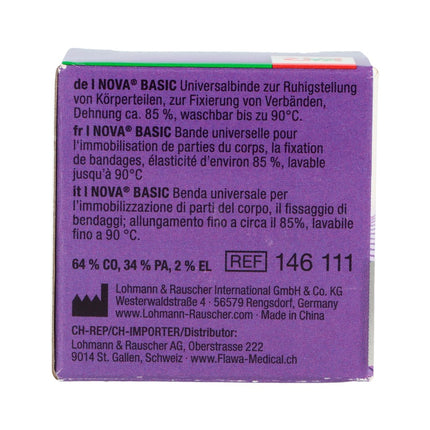 de | NOVA® BASIC Universalbinde zur Ruhigstellung
von Körperteilen, zur Fixierung von Verbänden,
Dehnung ca. 85 %, waschbar bis zu 90°C.
fr | NOVA® BASIC Bande universelle pour
l'immobilisation de parties du corps, la fixation
de bandages, élasticité d'environ 85 %, lavable
jusqu'à 90°C
it | NOVA® BASIC Benda universale per
l'immobilizzazione di parti del corpo, il fissaggio di
bendaggi; allungamento fino a circa il 85%, lavabile
fino a 90 °C.
64 % CO, 34 % PA, 2 % EL REF 146 111
Lohmann & Rauscher International GmbH & Co. KG
Westerwaldstraße 4 - 56579 Rengsdorf, Germany
www.Lohmann-Rauscher.com - Made in China
CH-REP/CH-IMPORTER/Distributor:
Lohmann & Rauscher AG, Oberstrasse 222
9014 St. Gallen, Schweiz - www.Flawa-Medical.ch